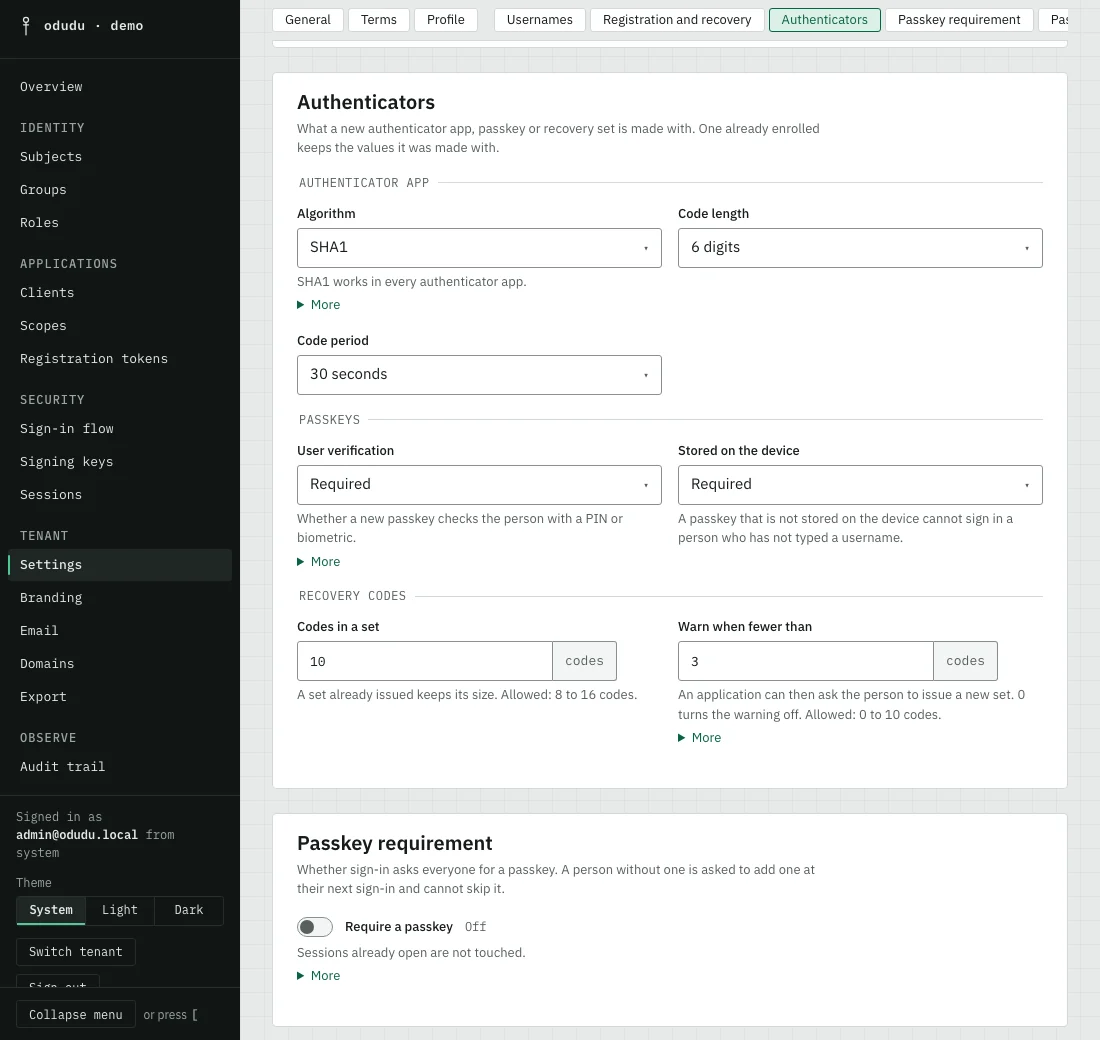 odudu · demo
Overview
IDENTITY
Subjects
Groups
Roles
APPLICATIONS
Clients
Scopes
Registration tokens
SECURITY
Sign-in flow
Signing keys
Sessions
TENANT
Settings
Branding
Email
Domains
Export
OBSERVE
Audit trail
Signed in as
admin@odudu.local from
system
Theme
System Light Dark
Switch tenant
Sign out
Collapse menu or press [
General Terms Profile Usernames Registration and recovery Authenticators Passkey requirement
Authenticators
What a new authenticator app, passkey or recovery set is made with. One already enrolled
keeps the values it was made with.
AUTHENTICATOR APP
Algorithm Code length
SHA1 6 digits
SHA1 works in every authenticator app.
More
Code period
30 seconds
PASSKEYS
User verification Stored on the device
Required Required
Whether a new passkey checks the person with a PIN or
biometric.
More
A passkey that is not stored on the device cannot sign in a
person who has not typed a username.
RECOVERY CODES
Codes in a set Warn when fewer than
10 codes 3 codes
A set already issued keeps its size. Allowed: 8 to 16 codes.
An application can then ask the person to issue a new set. 0
turns the warning off. Allowed: 0 to 10 codes.
More
Passkey requirement
Whether sign-in asks everyone for a passkey. A person without one is asked to add one at
their next sign-in and cannot skip it.
Require a passkey Off
Sessions already open are not touched.
More